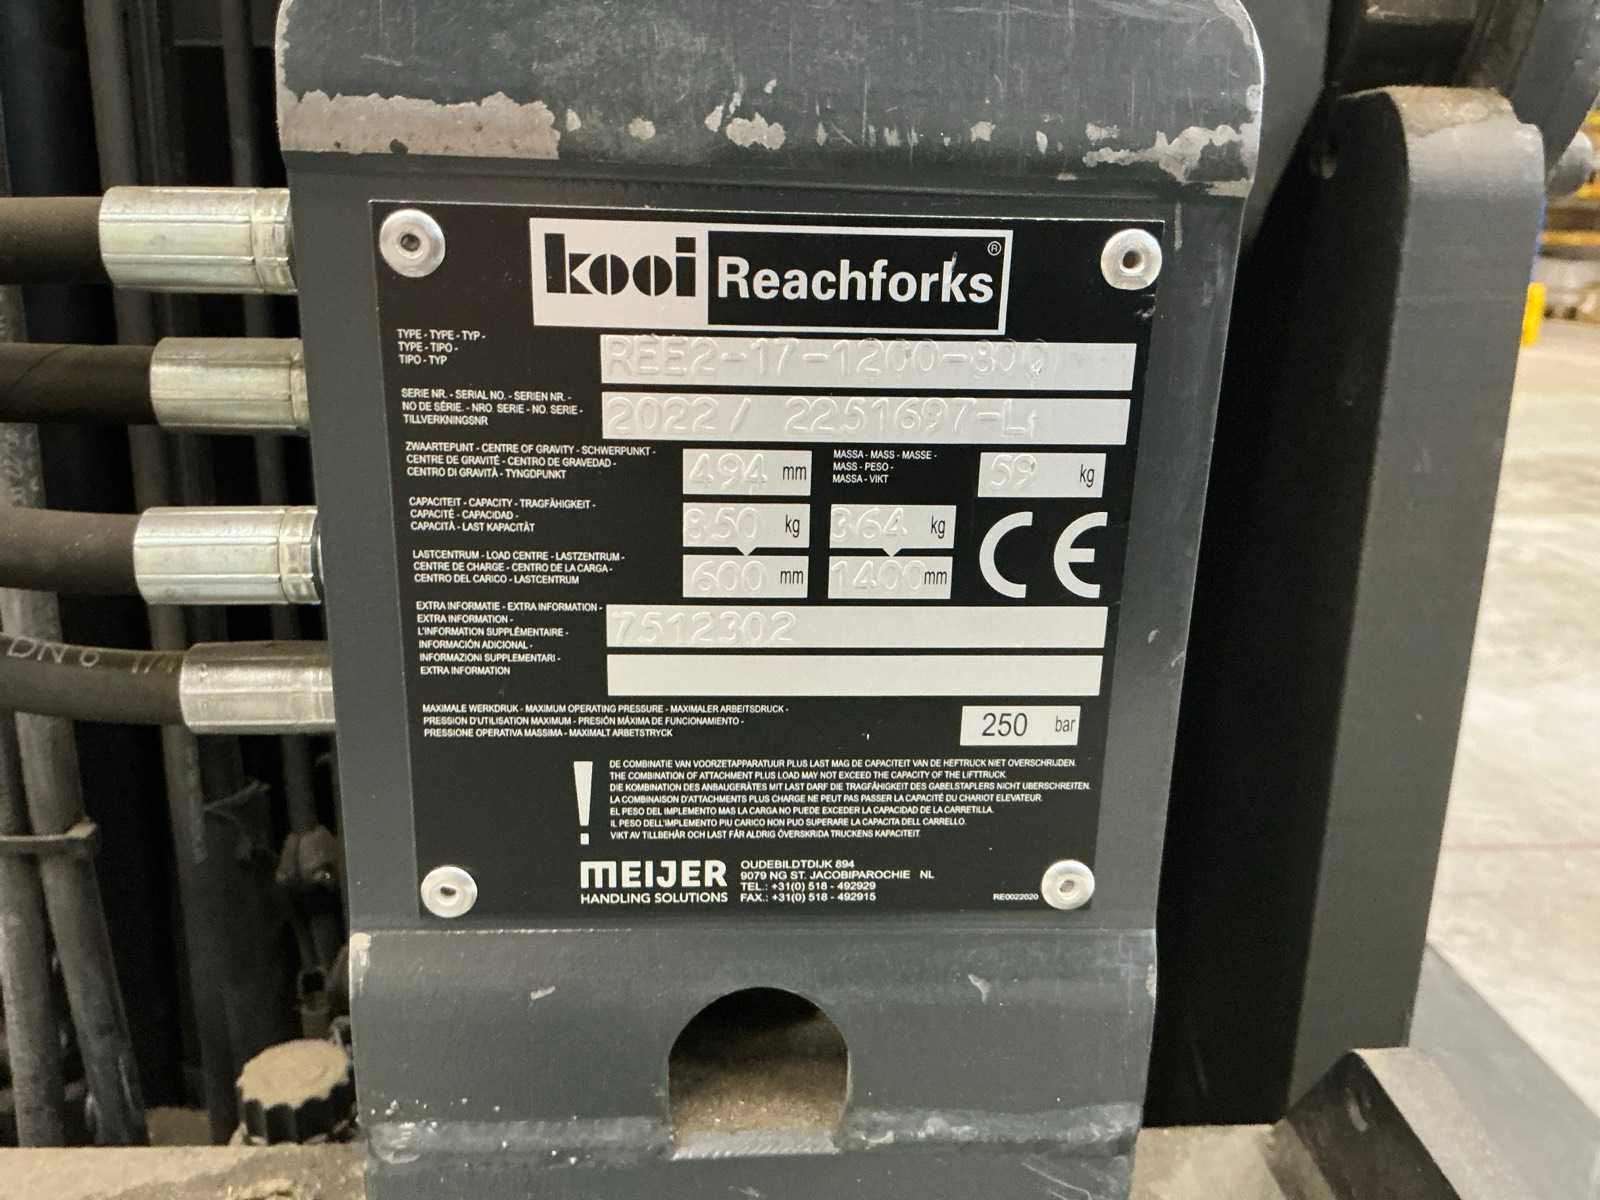 kooi Reachforks ®
TYPE - TYPE - TYP -
TYPE - TIPO -
TIPO - TYP
REE2-17-1200-800
SERIE NR. - SERIAL NO. - SERIEN NR. -
NO DE SÉRIE. - NRO. SERIE - NO. SERIE -
TILLVERKNINGSNR
2022 / 2251697-L1
ZWAARTEPUNT - CENTRE OF GRAVITY - SCHWERPUNKT -
CENTRE DE GRAVITÉ - CENTRO DE GRAVEDAD -
CENTRO DI GRAVITÀ - TYNGDPUNKT
494 mm
MASSA - MASS - MASSE -
MASS - PESO -
MASSA - VIKT
59 kg
CAPACITEIT - CAPACITY - TRAGFÄHIGKEIT -
CAPACITÉ - CAPACIDAD -
CAPACITÀ - LAST KAPACITÄT
850 kg
364 kg
CE
LASTCENTRUM - LOAD CENTRE - LASTZENTRUM -
CENTRE DE CHARGE - CENTRO DE LA CARGA -
CENTRO DEL CARICO - LASTCENTRUM
600 mm
1400 mm
EXTRA INFORMATIE - EXTRA INFORMATION -
EXTRA INFORMATION -
L'INFORMATION SUPPLÉMENTAIRE -
INFORMACIÓN ADICIONAL -
INFORMAZIONI SUPPLEMENTARI -
EXTRA INFORMATION
7512302
MAXIMALE WERKDRUK - MAXIMUM OPERATING PRESSURE - MAXIMALER ARBEITSDRUCK -
PRESSION D'UTILISATION MAXIMUM - PRESIÓN MÁXIMA DE FUNCIONAMIENTO -
PRESSIONE OPERATIVA MASSIMA - MAXIMALT ARBETSTRYCK
250 bar
!
DE COMBINATIE VAN VOORZETAPPARATUUR PLUS LAST MAG DE CAPACITEIT VAN DE HEFTRUCK NIET OVERSCHRIJDEN.
THE COMBINATION OF ATTACHMENT PLUS LOAD MAY NOT EXCEED THE CAPACITY OF THE LIFTTRUCK.
DIE KOMBINATION DES ANBAUGERÄTES MIT LAST DARF DIE TRAGFÄHIGKEIT DES GABELSTAPLERS NICHT UBERSCHREITEN.
LA COMBINAISON D'ATTACHMENTS PLUS CHARGE NE PEUT PAS PASSER LA CAPACITÉ DU CHARIOT ELEVATEUR.
EL PESO DEL IMPLEMENTO MAS LA CARGA NO PUEDE EXCEDER LA CAPACIDAD DE LA CARRETILLA.
IL PESO DELL'IMPLEMENTO PIU CARICO NON PUO SUPERARE LA CAPACITA DELL CARRELLO.
VIKT AV TILLBEHÅR OCH LAST FÅR ALDRIG ÖVERSKRIDA TRUCKENS KAPACITEIT
MEIJER
HANDLING SOLUTIONS
OUDEBILDTDIJK 894
9079 NG ST. JACOBIPAROCHIE NL
TEL.: +31(0) 518 - 492929
FAX.: +31(0) 518 - 492915
RE0022020
DN 6 1/4